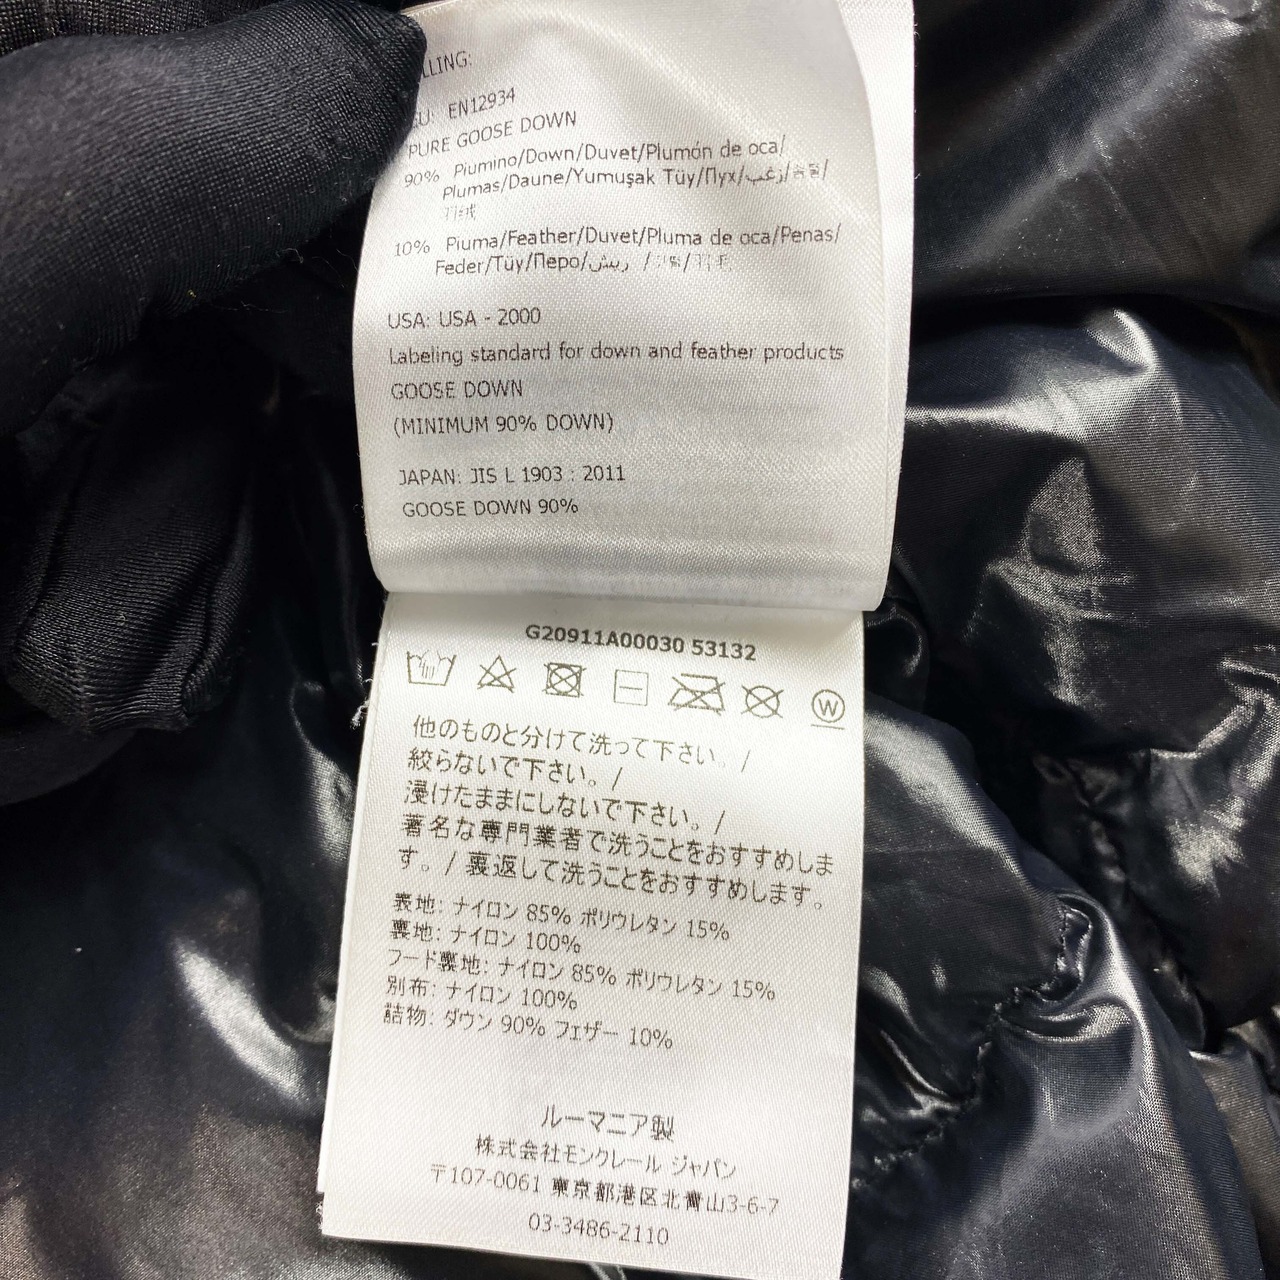 LLING:
EU: EN12934
PURE GOOSE DOWN
90% Piumino/Down/Duvet/Plumón de oca/
Plumas/Daune/Yumuşak Tüy/Пух/زغب/
10% Piuma/Feather/Duvet/Pluma de oca/Penas/
Feder/Tüy/Перо/ريش /
USA: USA - 2000
Labeling standard for down and feather products
GOOSE DOWN
(MINIMUM 90% DOWN)
JAPAN: JIS L 1903 : 2011
GOOSE DOWN 90%
G20911A00030 53132
W
他のものと分けて洗って下さい。/
絞らないで下さい。/
浸けたままにしないで下さい。/
著名な専門業者で洗うことをおすすめしま
す。/ 裏返して洗うことをおすすめします。
表地: ナイロン 85% ポリウレタン 15%
裏地: ナイロン 100%
フード裏地: ナイロン 85% ポリウレタン 15%
別布: ナイロン 100%
詰物: ダウン 90% フェザー 10%
ルーマニア製
株式会社モンクレール ジャパン
〒107-0061 東京都港区北青山3-6-7
03-3486-2110